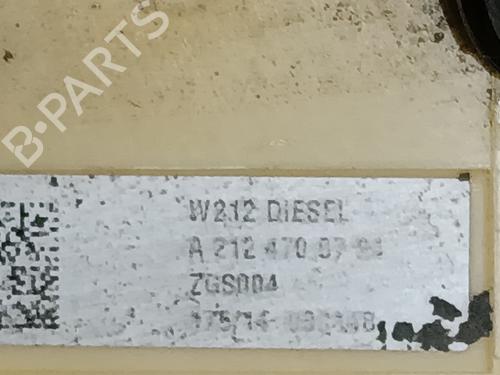 B-PARTS
W212 DIESEL
A 212 470
ZGS004
175/14